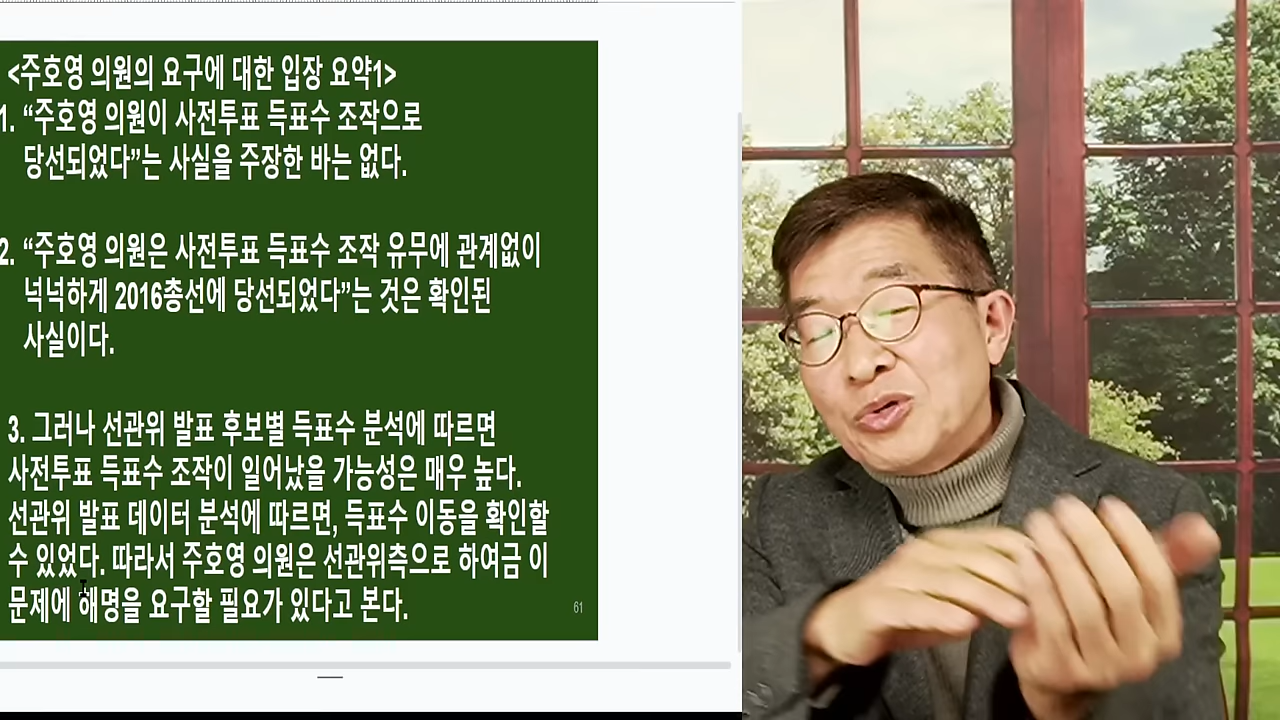 <주호영 의원의 요구에 대한 입장 요약1>
1. “주호영 의원이 사전투표 득표수 조작으로
당선되었다”는 사실을 주장한 바는 없다.
2. “주호영 의원은 사전투표 득표수 조작 유무에 관계없이
넉넉하게 2016총선에 당선되었다”는 것은 확인된
사실이다.
3. 그러나 선관위 발표 후보별 득표수 분석에 따르면
사전투표 득표수 조작이 일어났을 가능성은 매우 높다.
선관위 발표 데이터 분석에 따르면, 득표수 이동을 확인할
수 있었다. 따라서 주호영 의원은 선관위측으로 하여금 이
문제에 해명을 요구할 필요가 있다고 본다.
61